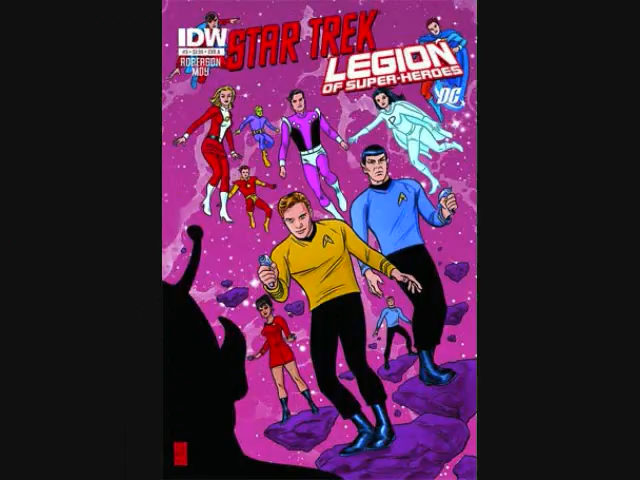 IDW
ROBERSON
MOY
STAR TREK
LEGION
OF SUPER-HEROES
DC